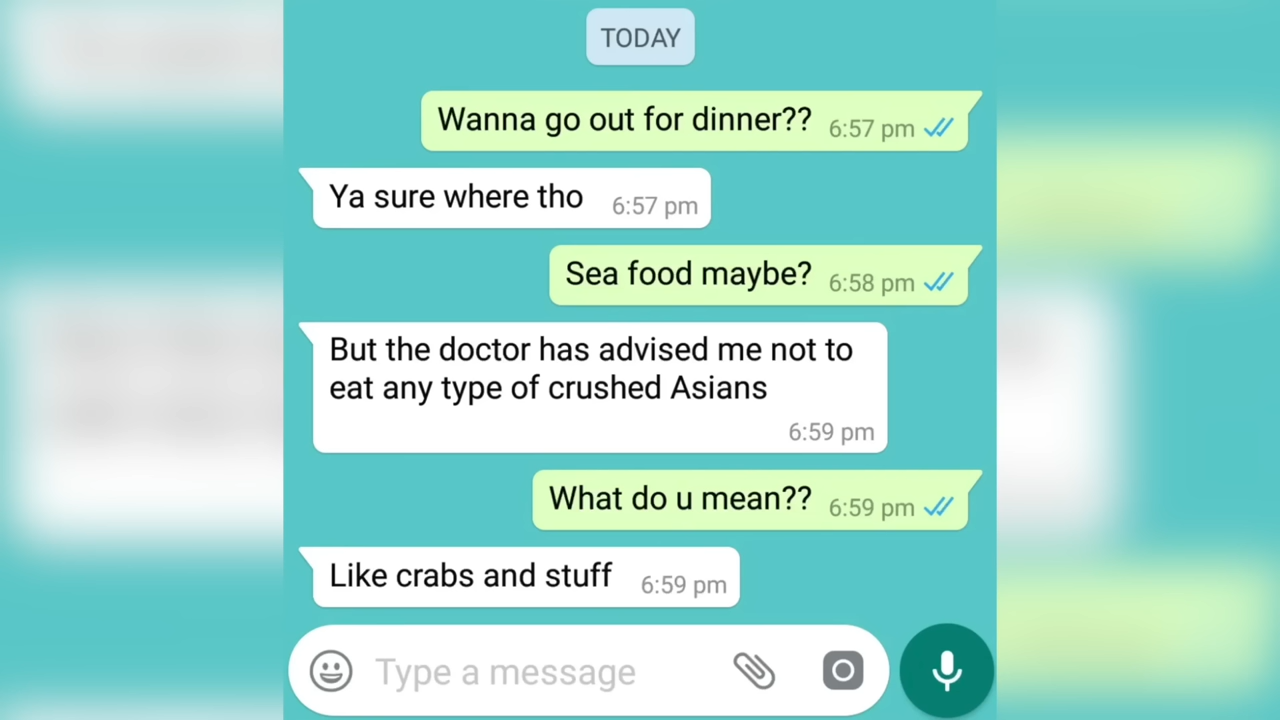 TODAY
Wanna go out for dinner?? 6:57 pm
Ya sure where tho 6:57 pm
Sea food maybe? 6:58 pm
But the doctor has advised me not to
eat any type of crushed Asians
6:59 pm
What do u mean?? 6:59 pm
Like crabs and stuff 6:59 pm
Type a message